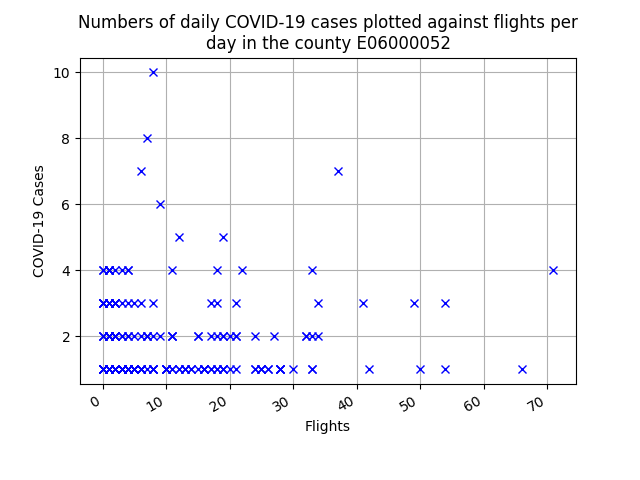 Numbers of daily COVID-19 cases plotted against flights per
day in the county E06000052
10
8
6
4
2
COVID-19 Cases
0 10 20 30 40 50 60 70
Flights